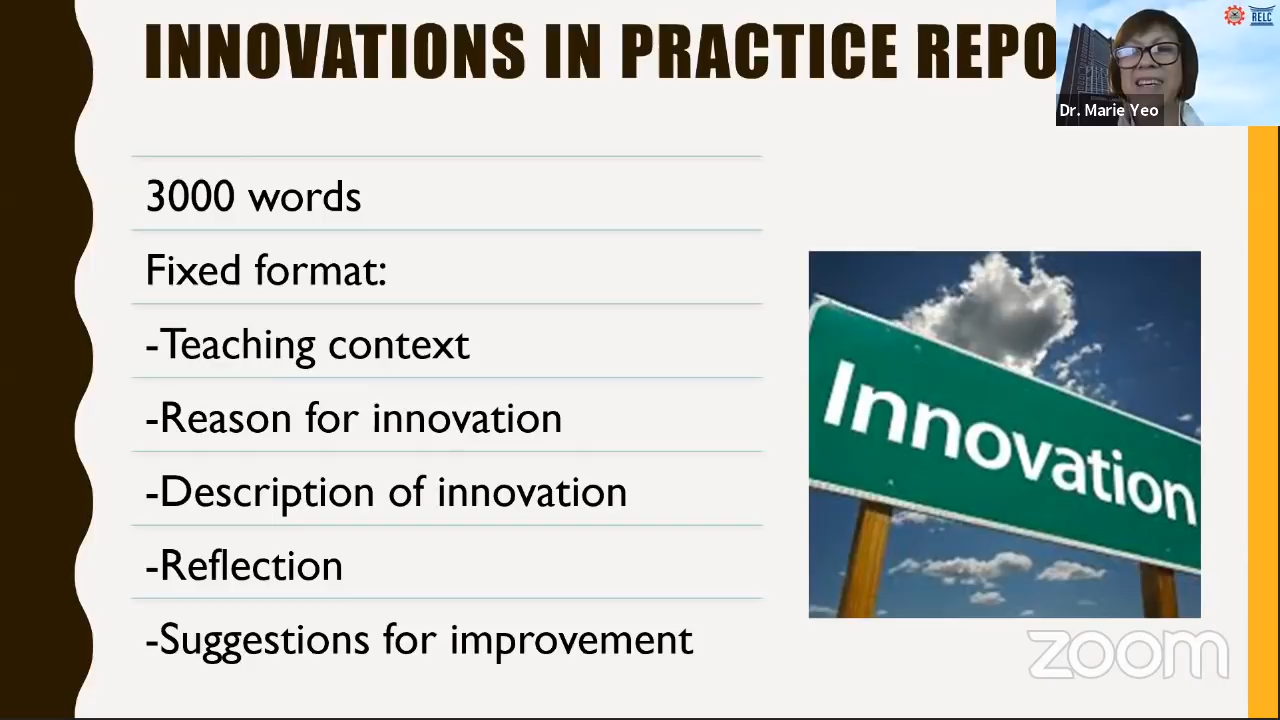 INNOVATIONS IN PRACTICE REPO
RELC
Dr. Marie Yeo
3000 words
Fixed format:
-Teaching context
-Reason for innovation
-Description of innovation
-Reflection
-Suggestions for improvement
Innovation
zoom